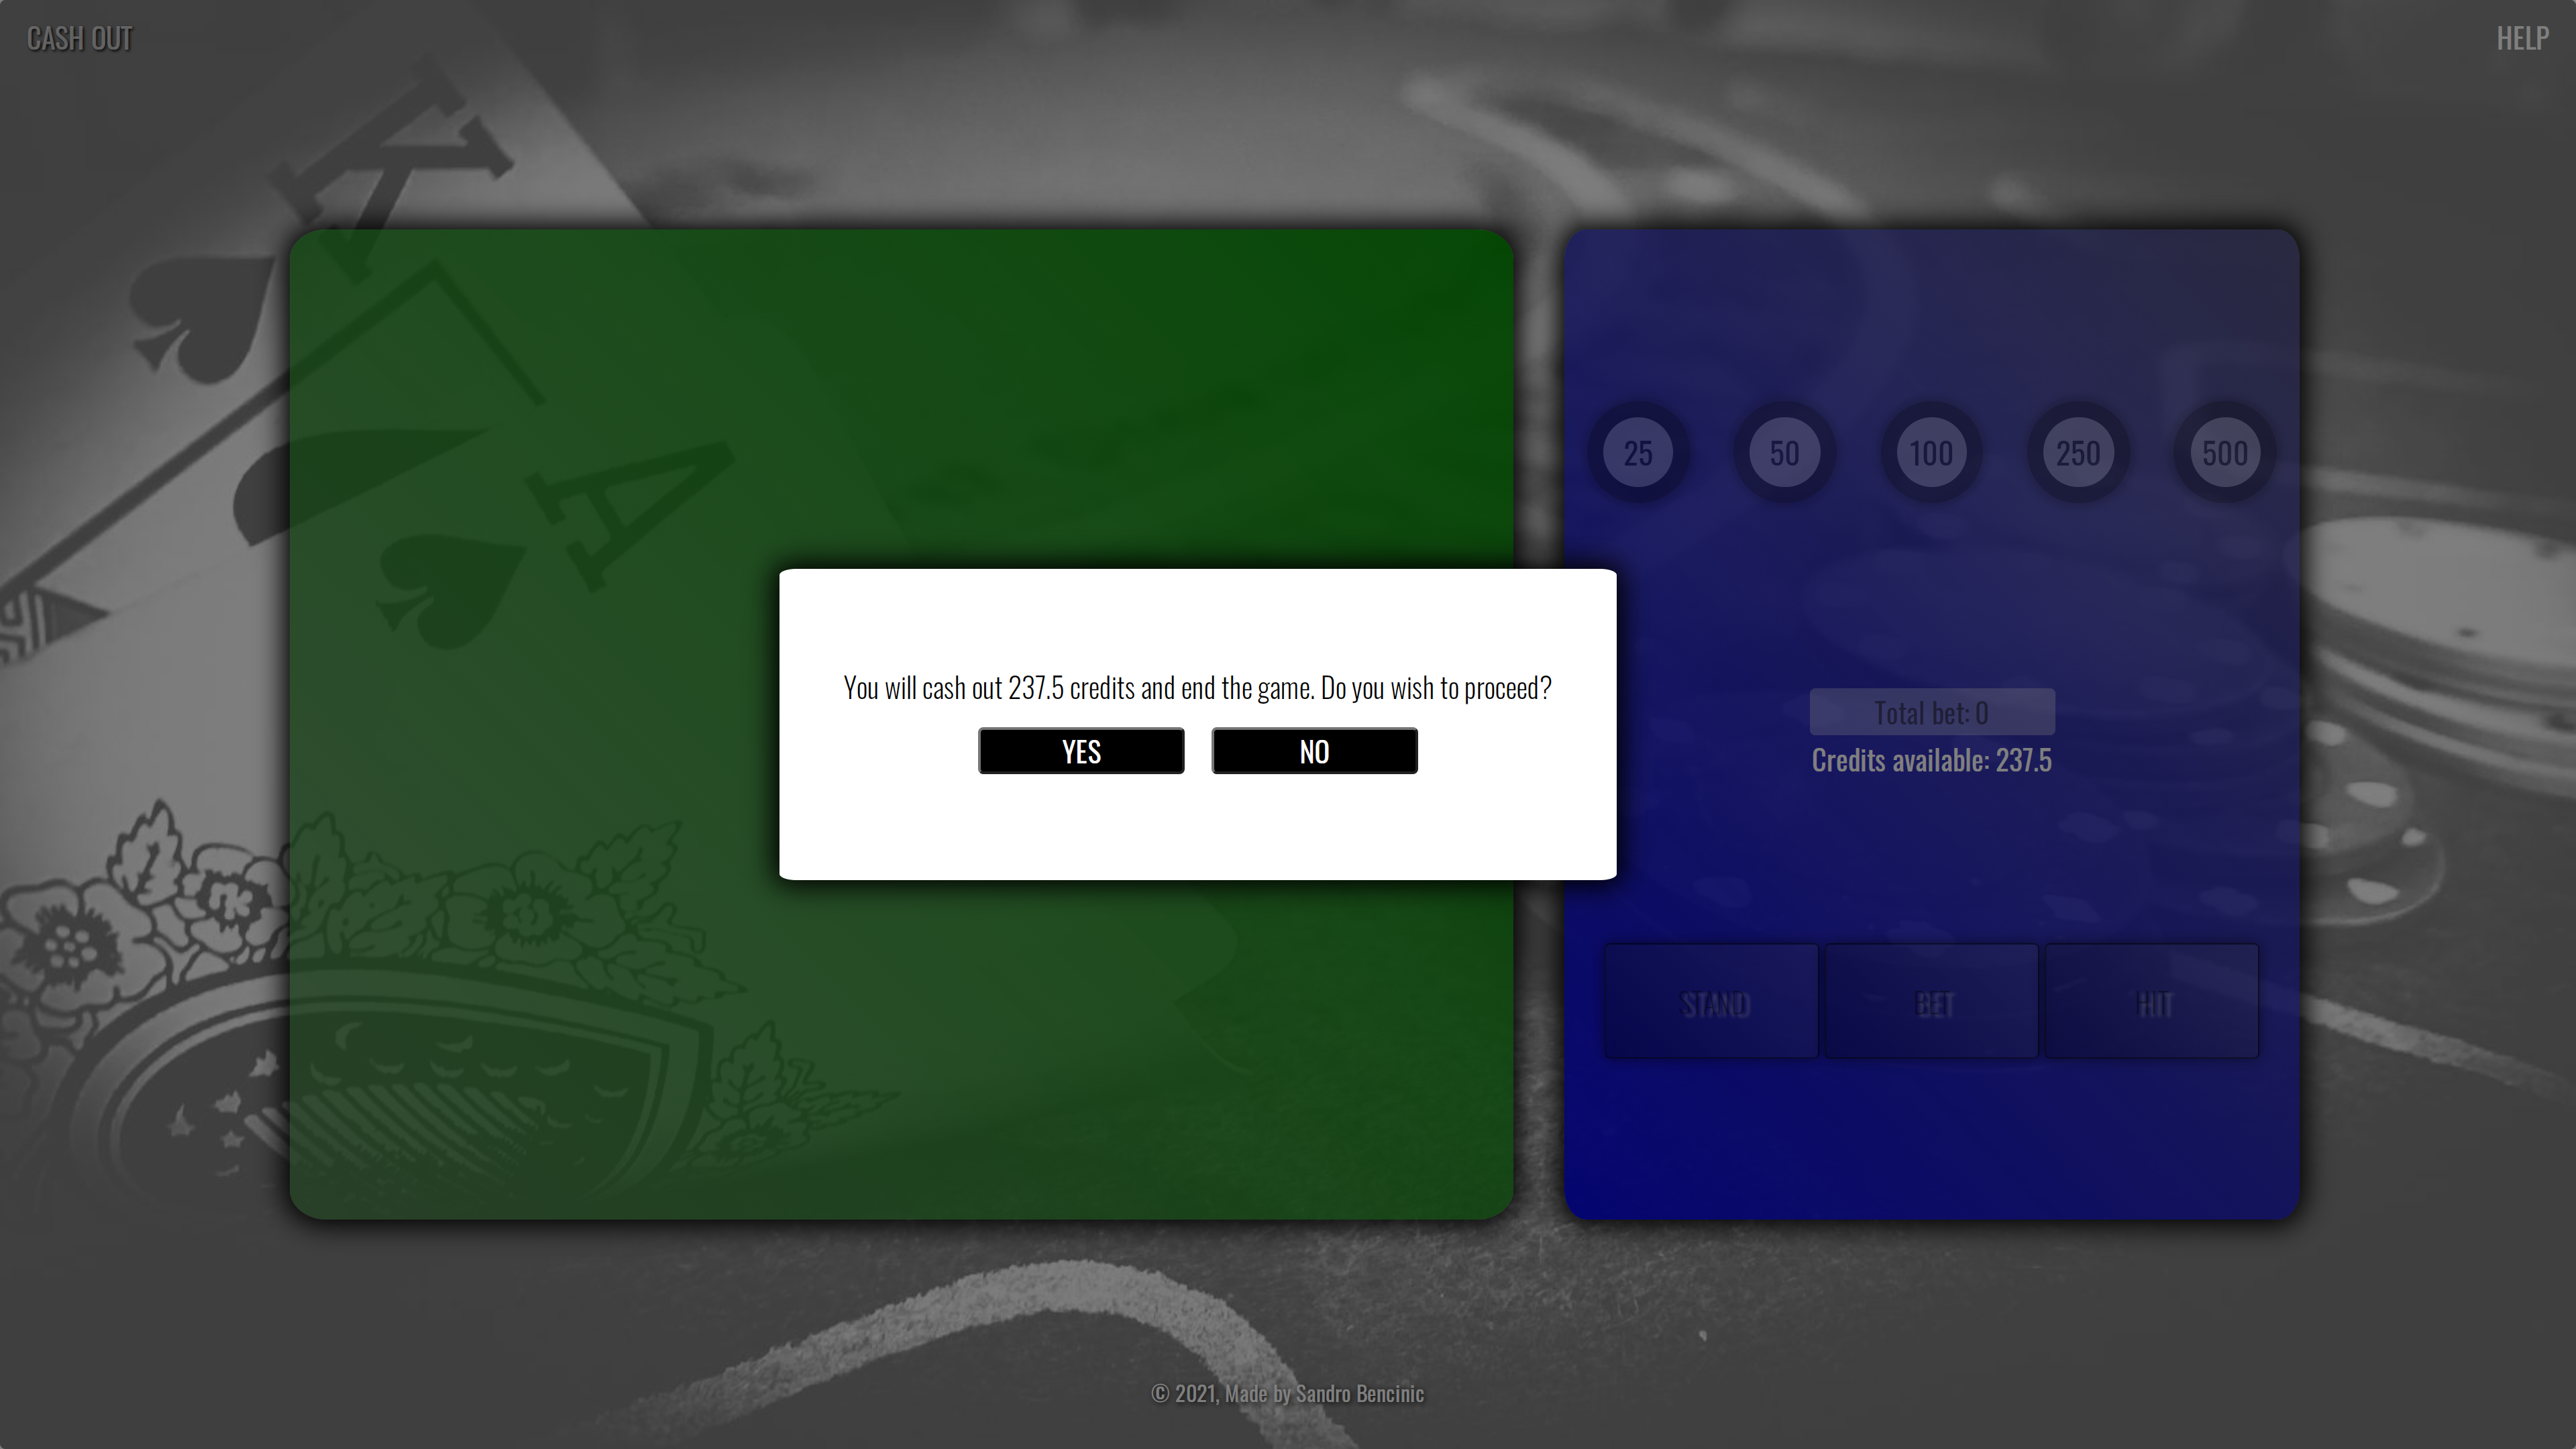 CASH OUT
HELP
K
A
25
50
100
250
500
You will cash out 237.5 credits and end the game. Do you wish to proceed?
YES
NO
Total bet: 0
Credits available: 237.5
STAND
BET
HIT
© 2021, Made by Sandro Bencinic